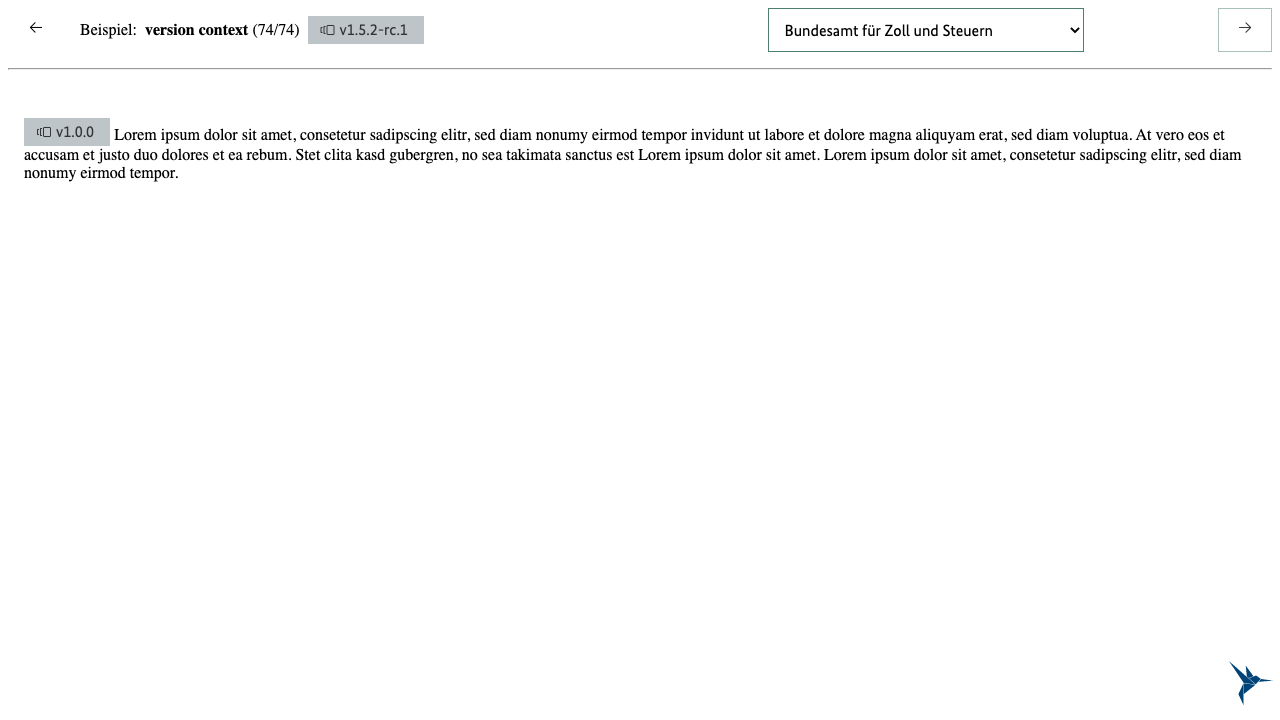 Beispiel: version context (74/74) v1.5.2-rc.1 Bundesamt für Zoll und Steuern
v1.0.0 Lorem ipsum dolor sit amet, consetetur sadipscing elitr, sed diam nonumy eirmod tempor invidunt ut labore et dolore magna aliquyam erat, sed diam voluptua. At vero eos et
accusam et justo duo dolores et ea rebum. Stet clita kasd gubergren, no sea takimata sanctus est Lorem ipsum dolor sit amet. Lorem ipsum dolor sit amet, consetetur sadipscing elitr, sed diam
nonumy eirmod tempor.